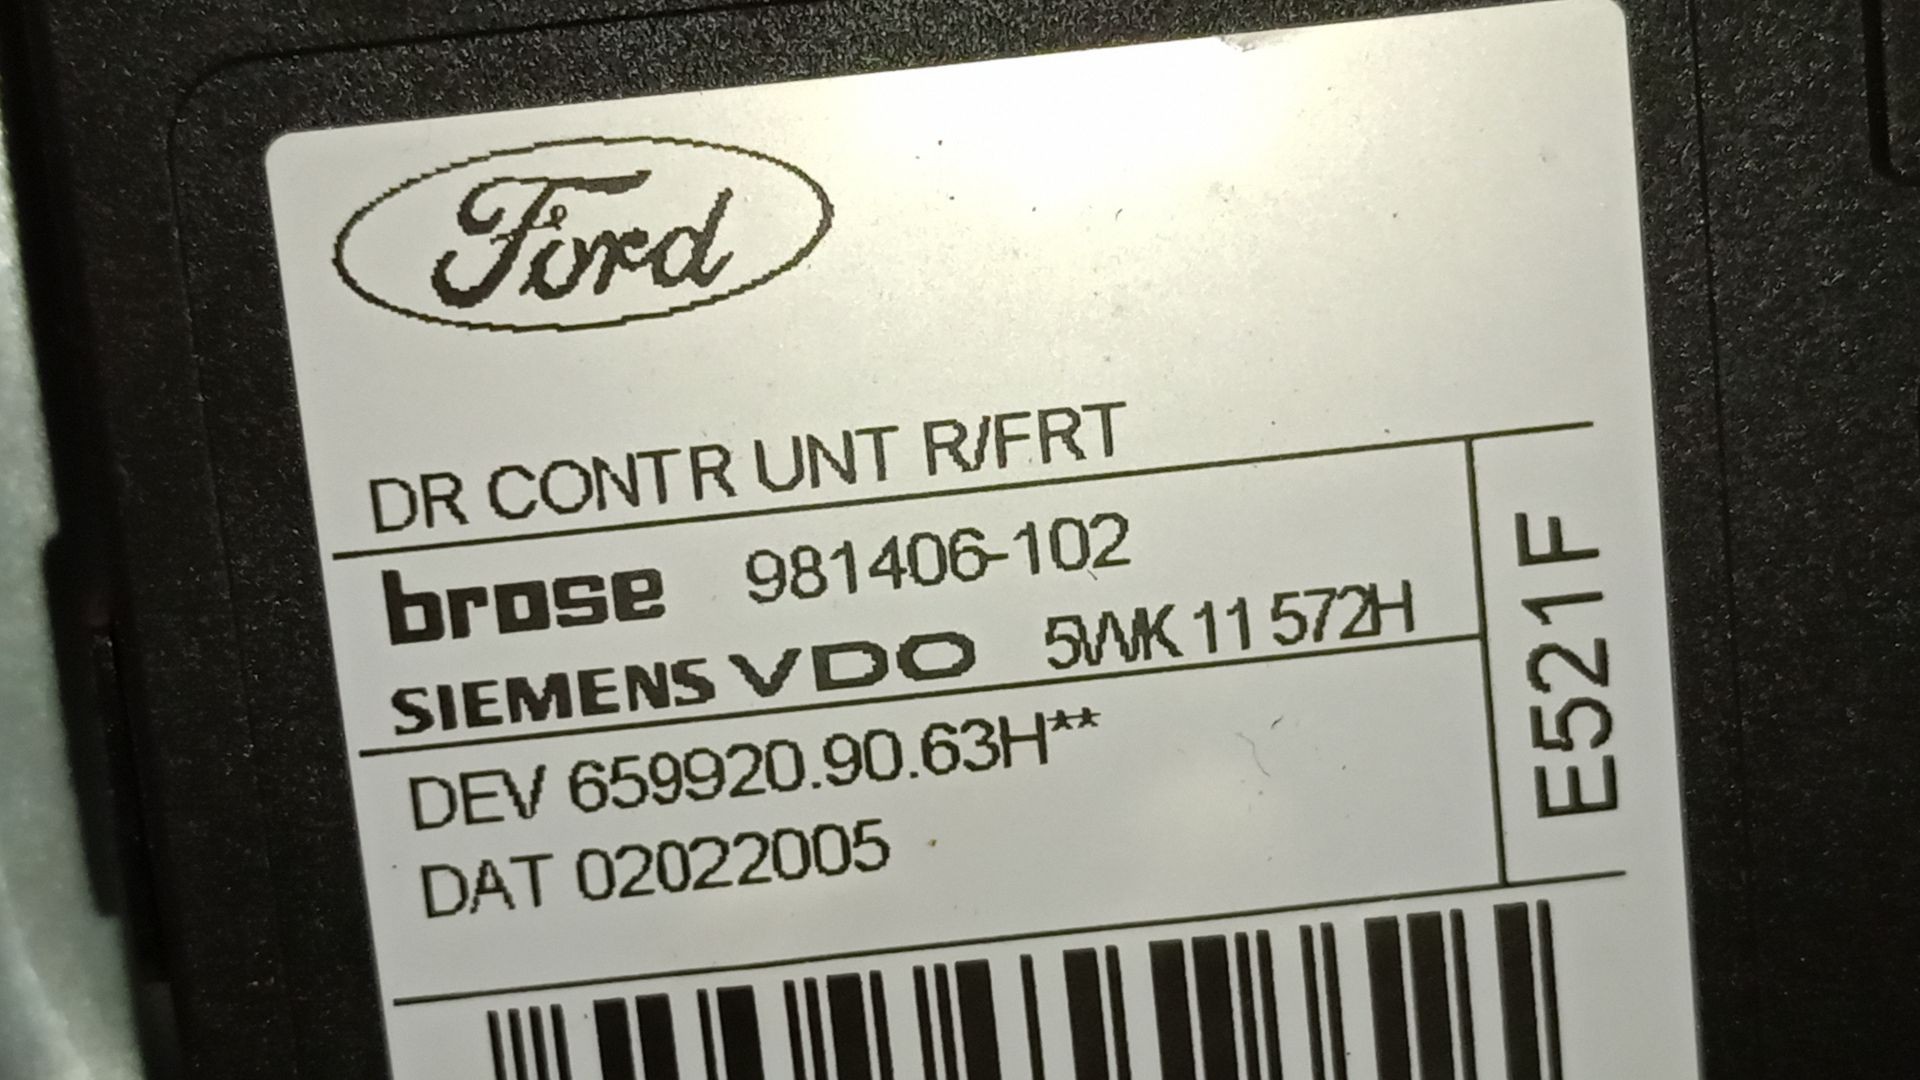 Ford
DR CONTR UNT R/FRT
brose 981406-102
SIEMENS VDO 5WK 11 572H
DEV 659920.90.63H**
DAT 02022005
E521F